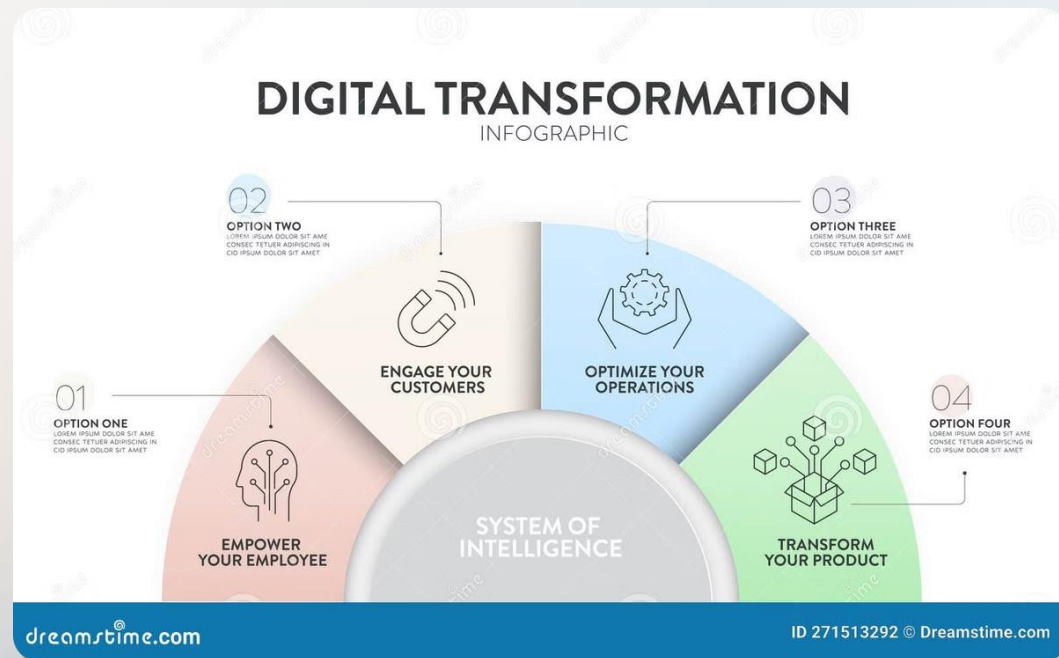 DIGITAL TRANSFORMATION
INFOGRAPHIC
02
OPTION TWO
LOREM IPSUM DOLOR SIT AME
CONSEC TETUER ADIPISCING IN
CID IPSUM DOLOR SIT AMET
03
OPTION THREE
LOREM IPSUM DOLOR SIT AME
CONSEC TETUER ADIPISCING IN
CID IPSUM DOLOR SIT AMET
ENGAGE YOUR
CUSTOMERS
OPTIMIZE YOUR
OPERATIONS
01
OPTION ONE
LOREM IPSUM DOLOR SIT AME
CONSEC TETUER ADIPISCING IN
CID IPSUM DOLOR SIT AMET
04
OPTION FOUR
LOREM IPSUM DOLOR SIT AME
CONSEC TETUER ADIPISCING IN
CID IPSUM DOLOR SIT AMET
EMPOWER
YOUR EMPLOYEE
SYSTEM OF
INTELLIGENCE
TRANSFORM
YOUR PRODUCT
dreamstime.com
ID 271513292 © Dreamstime.com